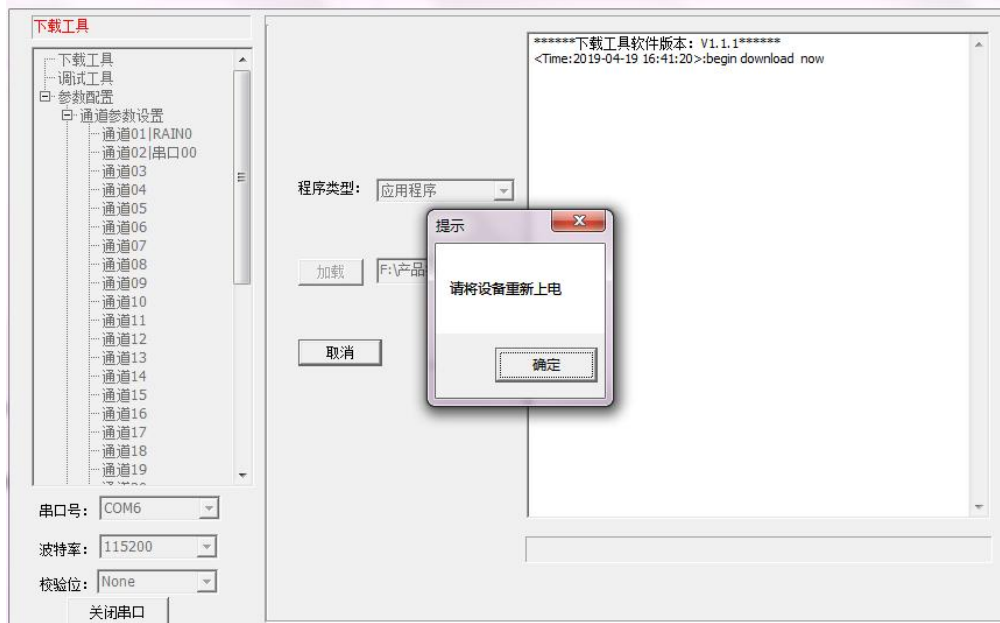 下载工具
下载工具
调试工具
参数配置
通道参数设置
通道01|RAIN0
通道02|串口00
通道03
通道04
通道05
通道06
通道07
通道08
通道09
通道10
通道11
通道12
通道13
通道14
通道15
通道16
通道17
通道18
通道19
串口号：
COM6
波特率：
115200
校验位：
None
关闭串口
程序类型：
应用程序
加载
F:\产品
取消
******下载工具软件版本：V1.1.1******
<Time:2019-04-19 16:41:20>:begin download now
提示
请将设备重新上电
确定